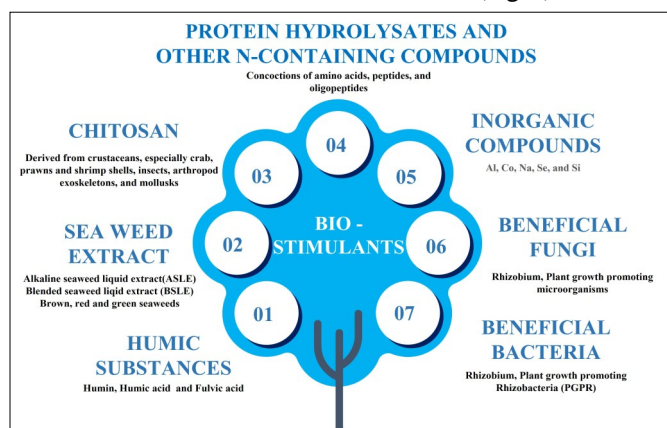 PROTEIN HYDROLYSATES AND
OTHER N-CONTAINING COMPOUNDS
Concoctions of amino acids, peptides, and
oligopeptides
CHITOSAN
Derived from crustaceans, especially crab,
prawns and shrimp shells, insects, arthropod
exoskeletons, and mollusks
SEA WEED
EXTRACT
Alkaline seaweed liquid extract(ASLE)
Blended seaweed liqid extract (BSLE)
Brown, red and green seaweeds
HUMIC
SUBSTANCES
Humin, Humic acid and Fulvic acid
01
02
03
04
05
06
07
BIO -
STIMULANTS
INORGANIC
COMPOUNDS
Al, Co, Na, Se, and Si
BENEFICIAL
FUNGI
Rhizobium, Plant growth promoting
microorganisms
BENEFICIAL
BACTERIA
Rhizobium, Plant growth promoting
Rhizobacteria (PGPR)